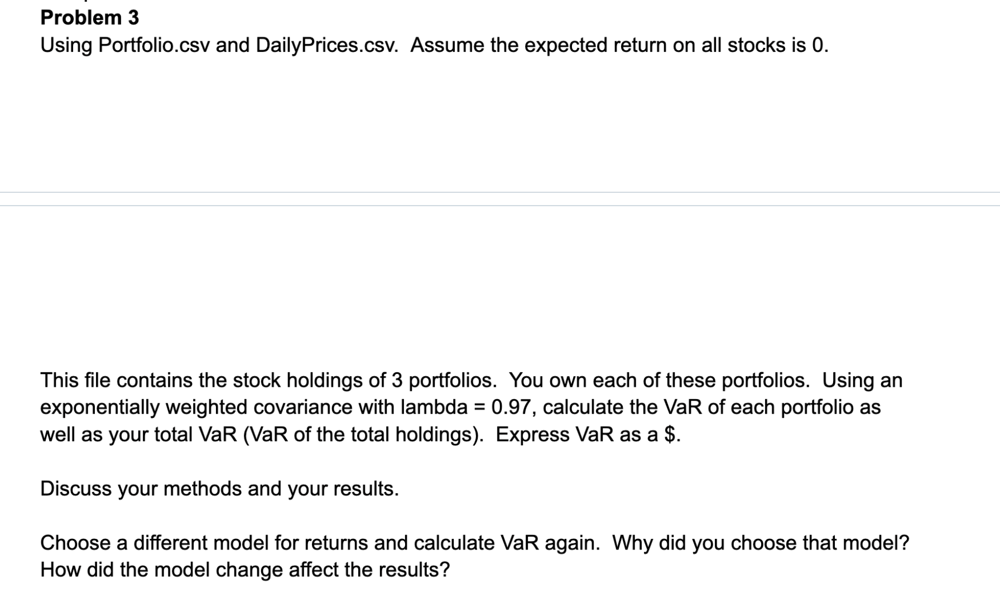 Problem 3
Using Portfolio.csv and DailyPrices.csv.  Assume the expected return on all stocks is 0.
This file contains the stock holdings of 3 portfolios.  You own each of these portfolios.  Using an
exponentially weighted covariance with lambda = 0.97, calculate the VaR of each portfolio as
well as your total VaR (VaR of the total holdings).  Express VaR as a $.
Discuss your methods and your results.
Choose a different model for returns and calculate VaR again.  Why did you choose that model?
How did the model change affect the results?